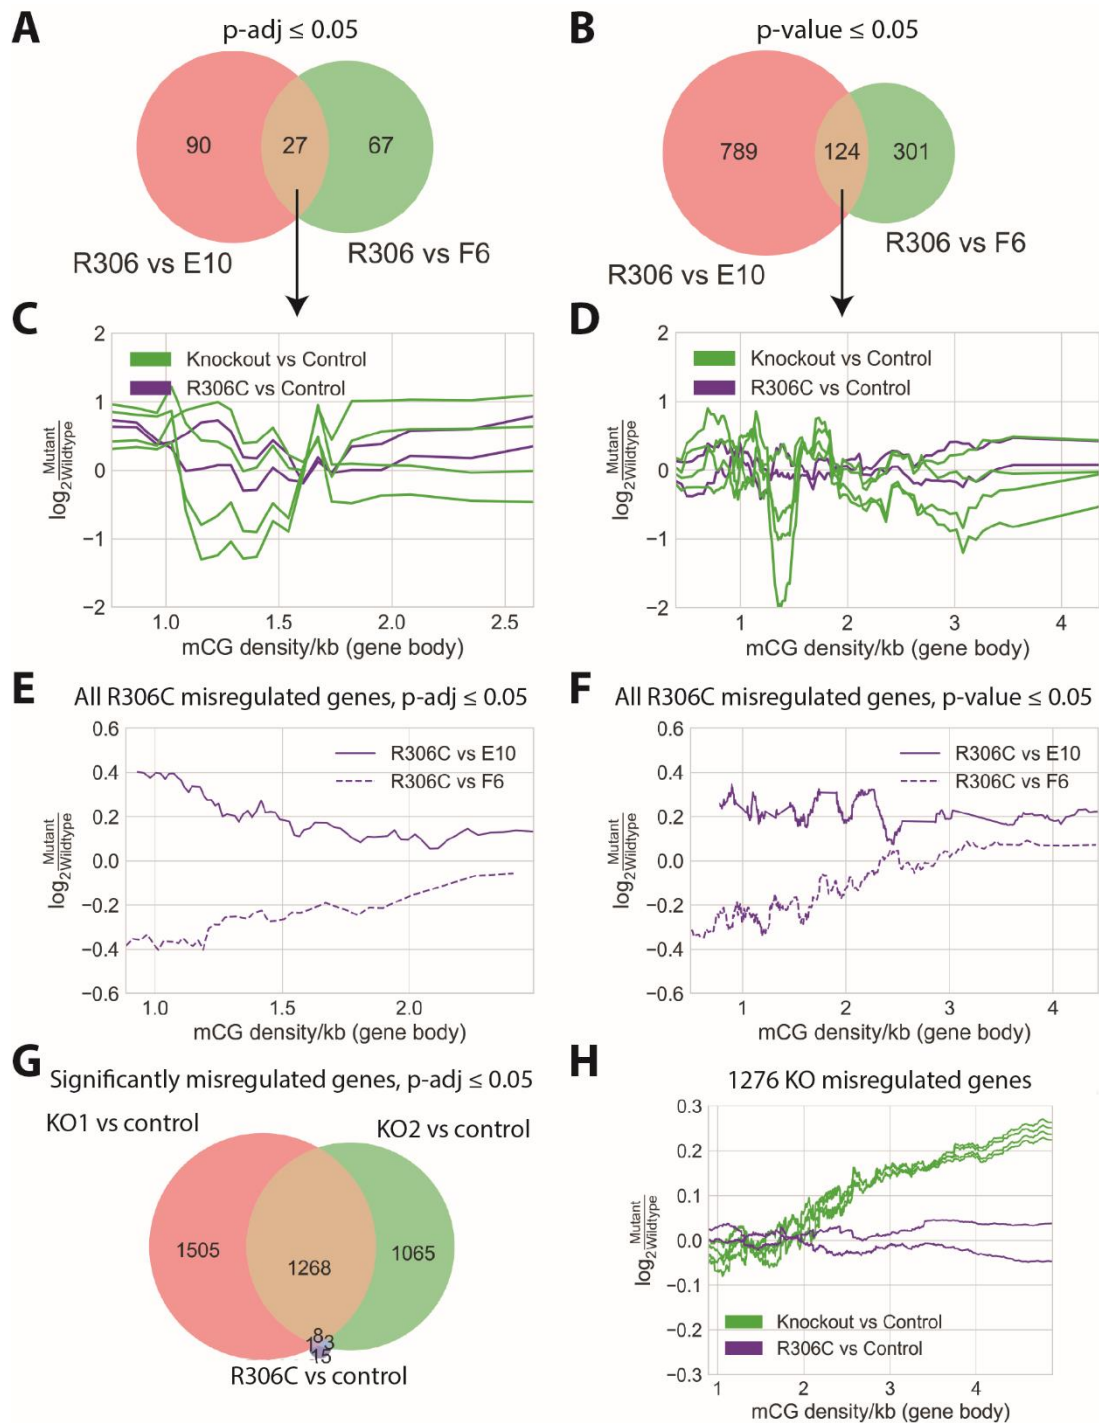 A
p-adj ≤ 0.05
90
27
67
R306 vs E10
R306 vs F6
B
p-value ≤ 0.05
789
124
301
R306 vs E10
R306 vs F6
C
2
1
0
−1
−2
Knockout vs Control
R306C vs Control
log2 Mutant/Wildtype
1.0 1.5 2.0 2.5
mCG density/kb (gene body)
D
2
1
0
−1
−2
Knockout vs Control
R306C vs Control
log2 Mutant/Wildtype
1 2 3 4
mCG density/kb (gene body)
E
All R306C misregulated genes, p-adj ≤ 0.05
0.6
0.4
0.2
0.0
−0.2
−0.4
−0.6
R306C vs E10
R306C vs F6
log2 Mutant/Wildtype
1.0 1.5 2.0
mCG density/kb (gene body)
F
All R306C misregulated genes, p-value ≤ 0.05
0.6
0.4
0.2
0.0
−0.2
−0.4
−0.6
R306C vs E10
R306C vs F6
log2 Mutant/Wildtype
1 2 3 4
mCG density/kb (gene body)
G
Significantly misregulated genes, p-adj ≤ 0.05
KO1 vs control
KO2 vs control
1505
1268
1065
8
15
R306C vs control
H
1276 KO misregulated genes
0.3
0.2
0.1
0.0
−0.1
−0.2
−0.3
log2 Mutant/Wildtype
Knockout vs Control
R306C vs Control
1 2 3 4
mCG density/kb (gene body)